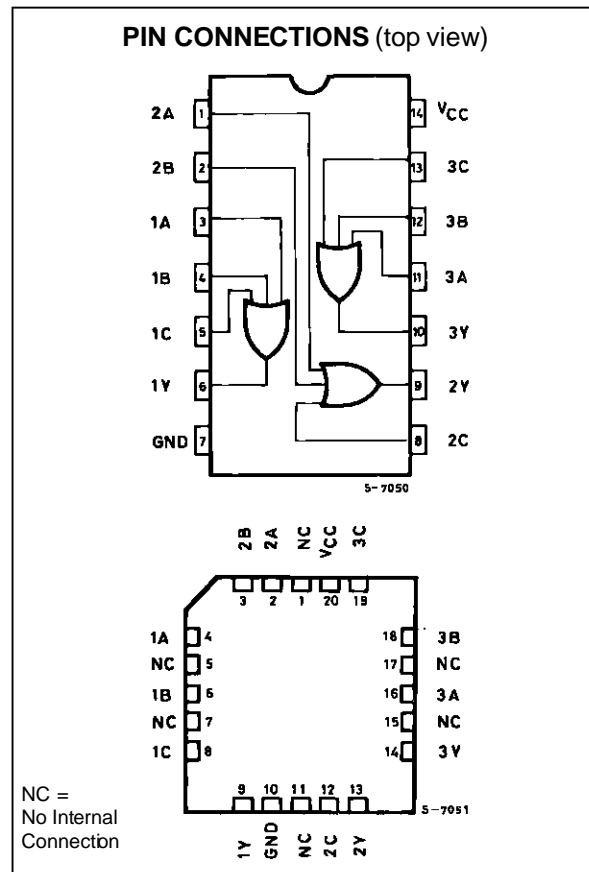 PIN CONNECTIONS (top view)
2A 1 14 VCC
2B 2 13 3C
1A 3 12 3B
1B 4 11 3A
1C 5 10 3Y
1Y 6 9 2Y
GND 7 8 2C
S-7050
2B 2A NC VCC 3C
3 2 1 20 19
1A 4 18 3B
NC 5 17 NC
1B 6 16 3A
NC 7 15 NC
1C 8 14 3Y
9 10 11 12 13
S-7051
1Y GND NC 2C 2Y
NC =
No Internal
Connection